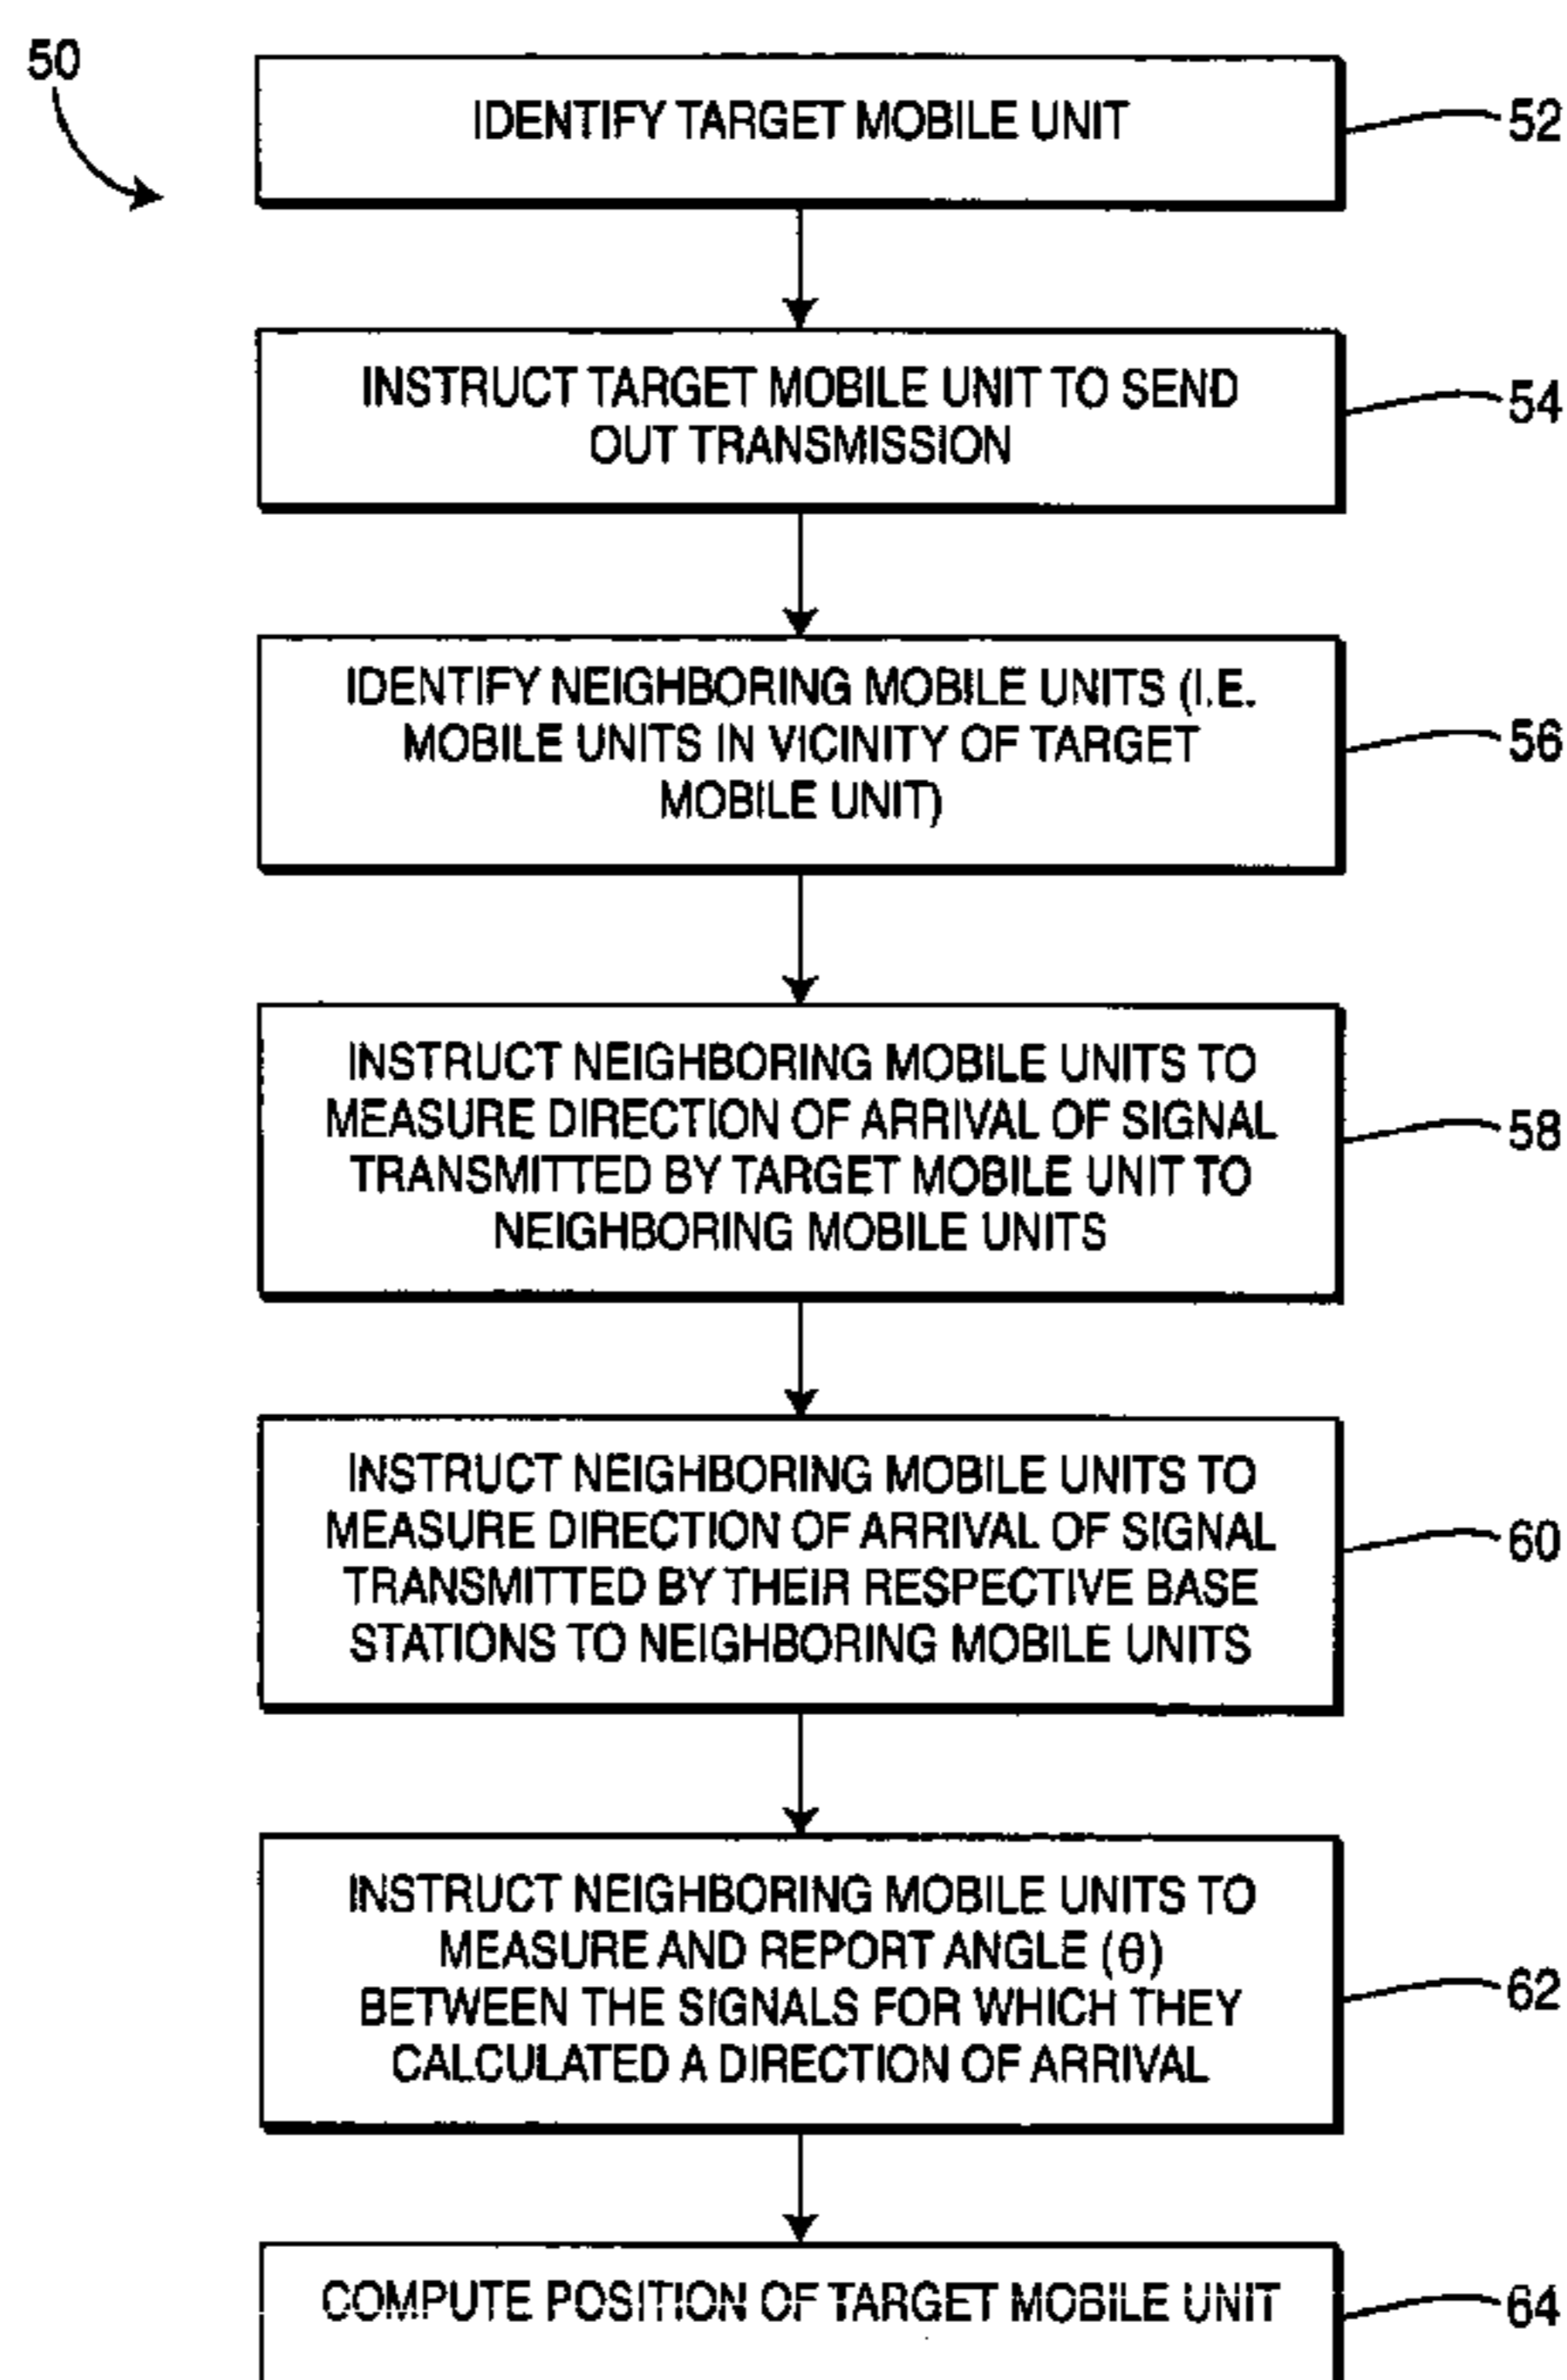 50
IDENTIFY TARGET MOBILE UNIT
52
INSTRUCT TARGET MOBILE UNIT TO SEND
OUT TRANSMISSION
54
IDENTIFY NEIGHBORING MOBILE UNITS (I.E.
MOBILE UNITS IN VICINITY OF TARGET
MOBILE UNIT)
56
INSTRUCT NEIGHBORING MOBILE UNITS TO
MEASURE DIRECTION OF ARRIVAL OF SIGNAL
TRANSMITTED BY TARGET MOBILE UNIT TO
NEIGHBORING MOBILE UNITS
58
INSTRUCT NEIGHBORING MOBILE UNITS TO
MEASURE DIRECTION OF ARRIVAL OF SIGNAL
TRANSMITTED BY THEIR RESPECTIVE BASE
STATIONS TO NEIGHBORING MOBILE UNITS
60
INSTRUCT NEIGHBORING MOBILE UNITS TO
MEASURE AND REPORT ANGLE (θ)
BETWEEN THE SIGNALS FOR WHICH THEY
CALCULATED A DIRECTION OF ARRIVAL
62
COMPUTE POSITION OF TARGET MOBILE UNIT
64